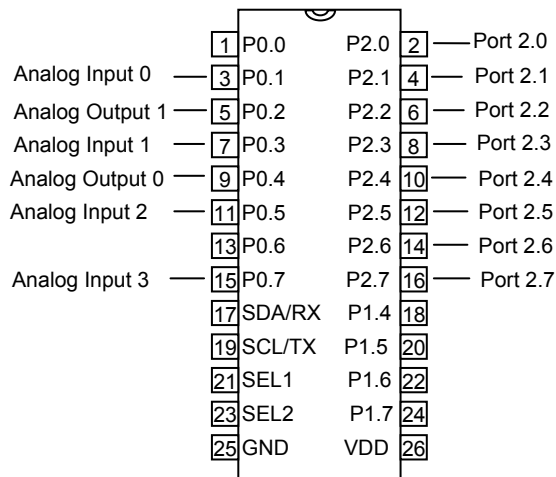 1 P0.0 P2.0 2 Port 2.0
Analog Input 0 3 P0.1 P2.1 4 Port 2.1
Analog Output 1 5 P0.2 P2.2 6 Port 2.2
Analog Input 1 7 P0.3 P2.3 8 Port 2.3
Analog Output 0 9 P0.4 P2.4 10 Port 2.4
Analog Input 2 11 P0.5 P2.5 12 Port 2.5
13 P0.6 P2.6 14 Port 2.6
Analog Input 3 15 P0.7 P2.7 16 Port 2.7
17 SDA/RX P1.4 18
19 SCL/TX P1.5 20
21 SEL1 P1.6 22
23 SEL2 P1.7 24
25 GND VDD 26